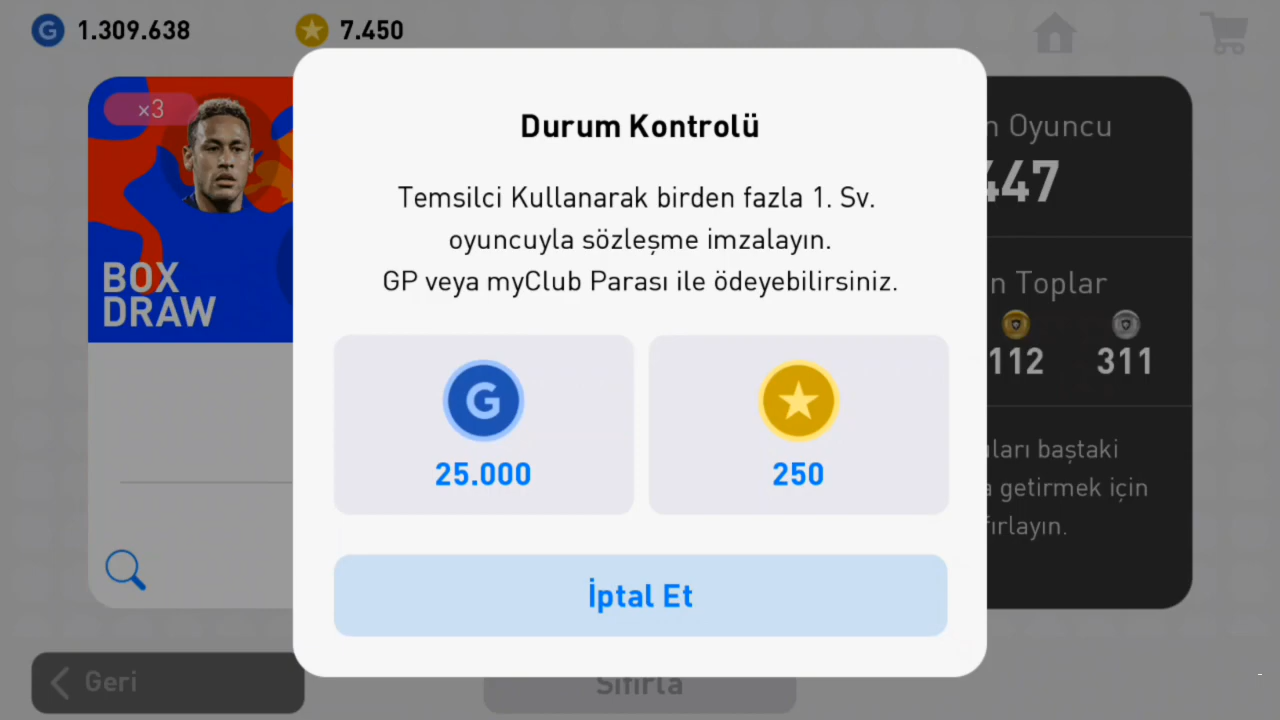 1.309.638
7.450
×3
BOX
DRAW
Durum Kontrolü
Temsilci Kullanarak birden fazla 1. Sv.
oyuncuyla sözleşme imzalayın.
GP veya myClub Parası ile ödeyebilirsiniz.
G
25.000
250
İptal Et
Oyuncu
447
Toplar
112
311
baştaki
getirmek için
Geri
Sıfırla